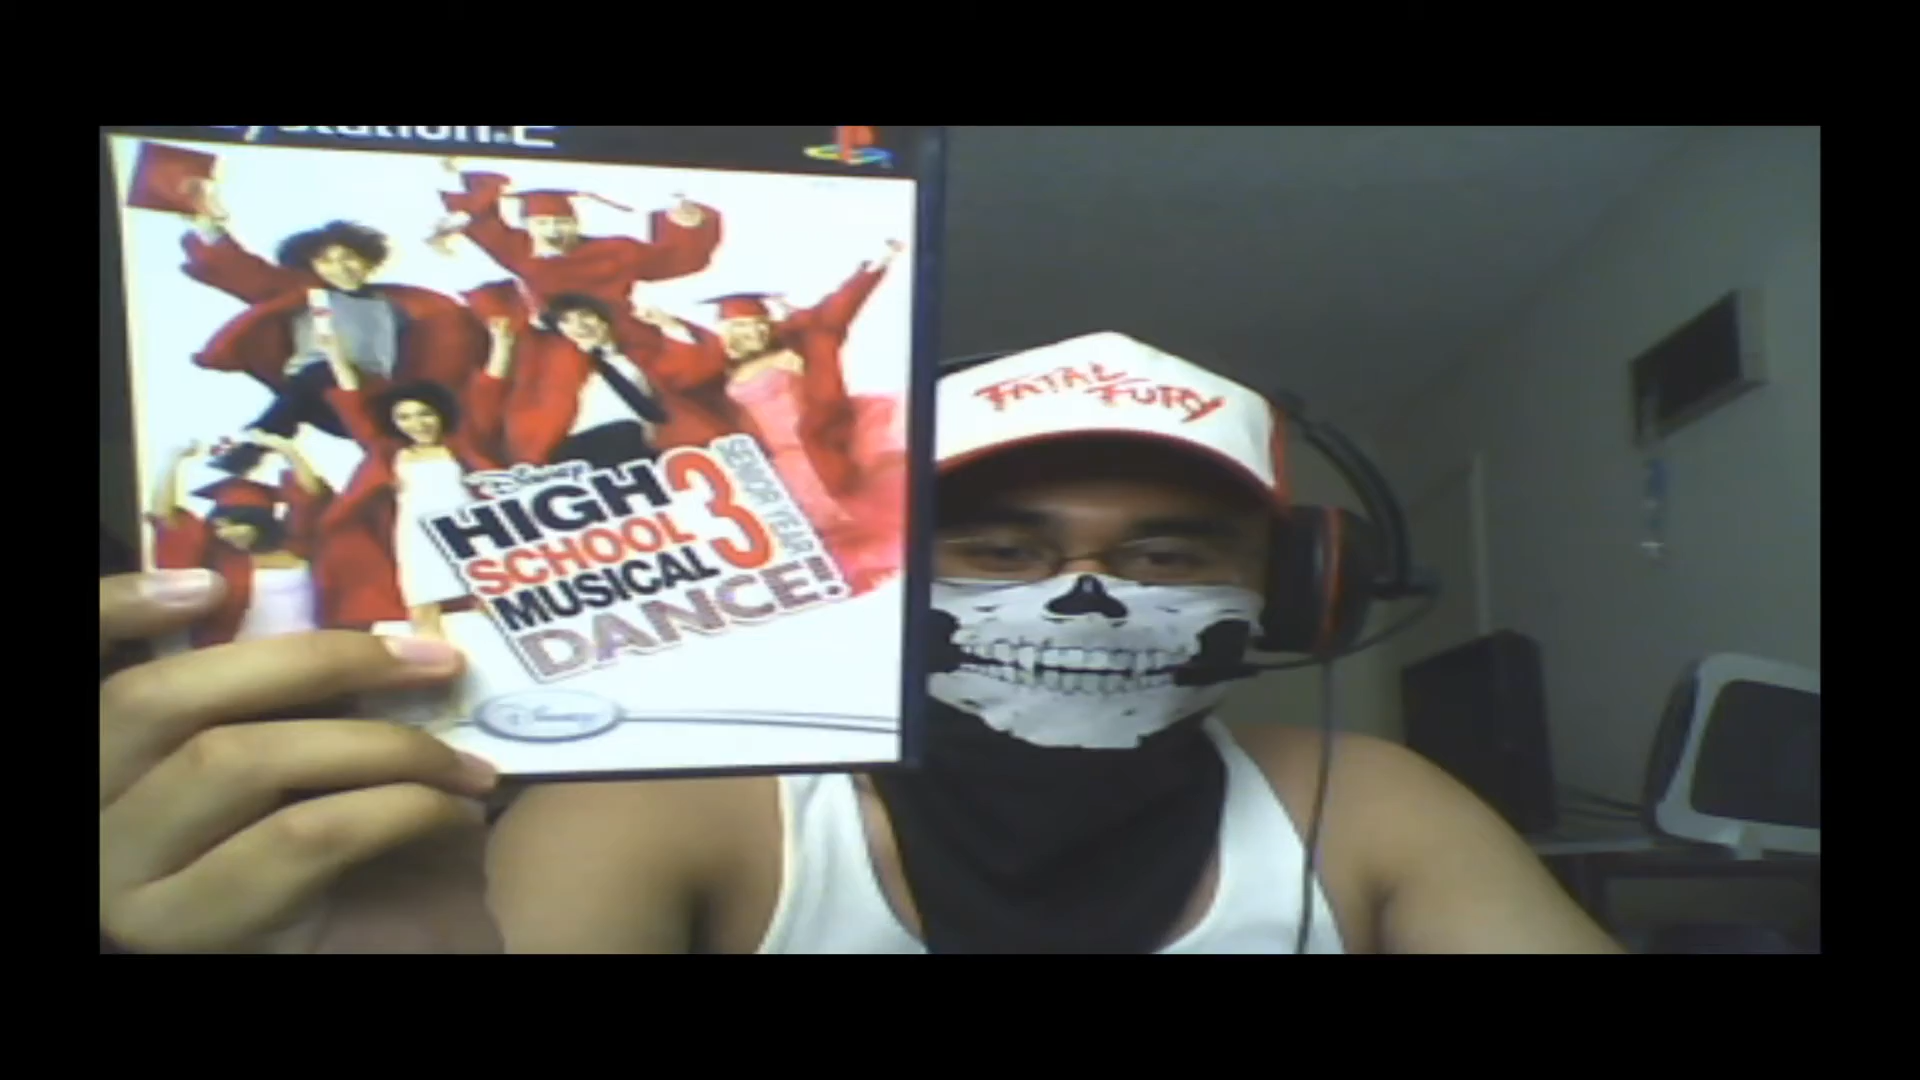 PlayStation.2
Disney
HIGH
SCHOOL
MUSICAL
3
SENIOR YEAR
DANCE!
Disney
FATAL
FURY